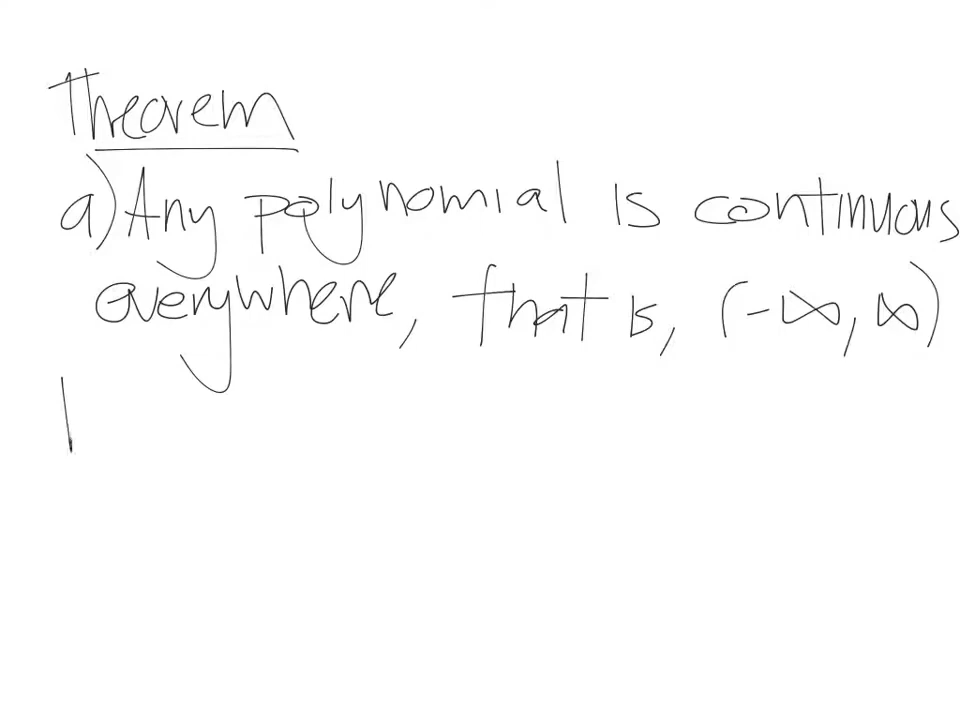 Theorem
a) Any polynomial is continuous
everywhere, that is, (-∞, ∞)